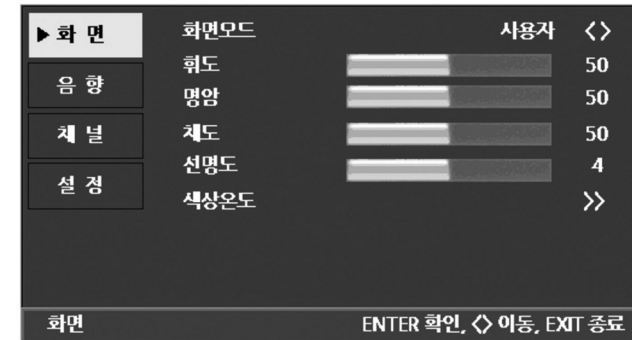 ▶화 면
음 향
채 널
설 정
화면모드 사용자 <>
휘도 50
명암 50
채도 50
선명도 4
색상온도 >>
화면 ENTER 확인, <> 이동, EXIT 종료